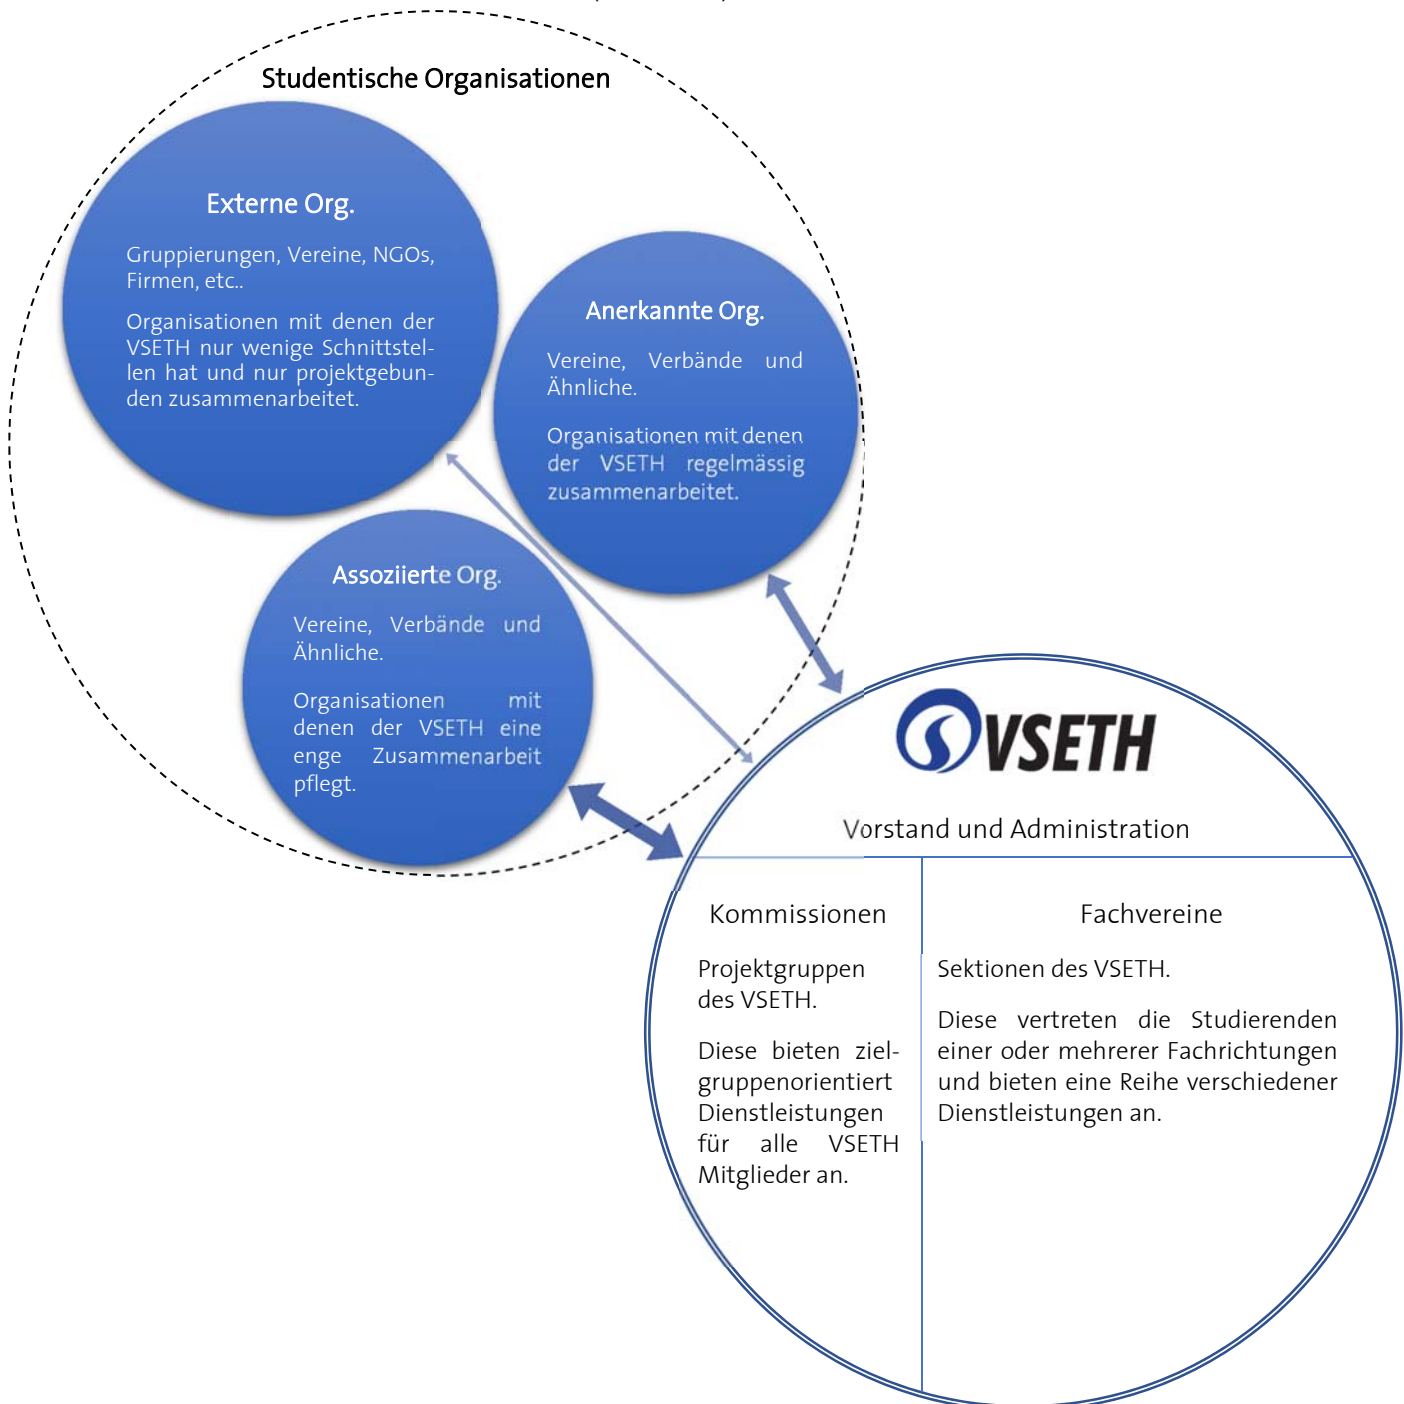 Studentische Organisationen
Externe Org.
Gruppierungen, Vereine, NGOs,
Firmen, etc..
Organisationen mit denen der
VSETH nur wenige Schnittstel-
len hat und nur projektgebun-
den zusammenarbeitet.
Anerkannte Org.
Vereine, Verbände und
Ähnliche.
Organisationen mit denen
der VSETH regelmässig
zusammenarbeitet.
Assoziierte Org.
Vereine, Verbände und
Ähnliche.
Organisationen mit
denen der VSETH eine
enge Zusammenarbeit
pflegt.
VSETH
Vorstand und Administration
Kommissionen
Projektgruppen
des VSETH.
Diese bieten ziel-
gruppenorientiert
Dienstleistungen
für alle VSETH
Mitglieder an.
Fachvereine
Sektionen des VSETH.
Diese vertreten die Studierenden
einer oder mehrerer Fachrichtungen
und bieten eine Reihe verschiedener
Dienstleistungen an.